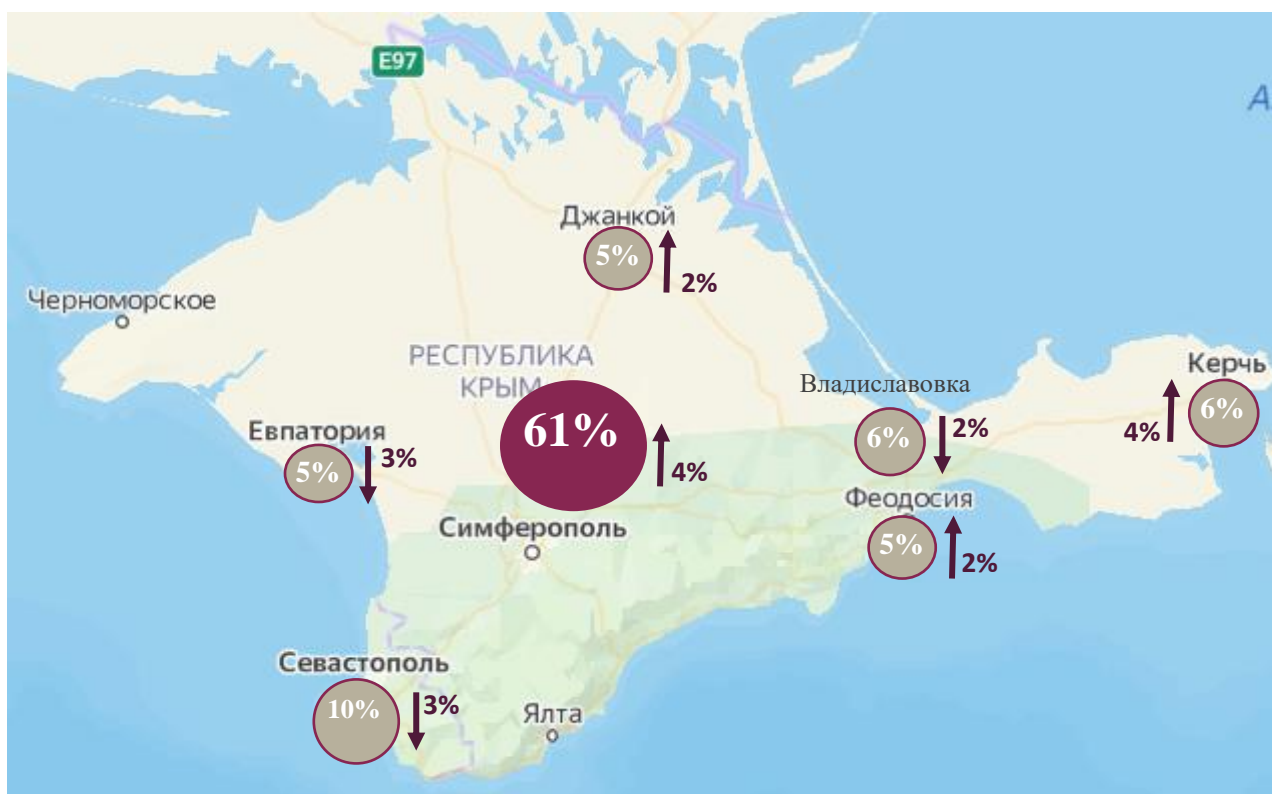 E97
А
Джанкой
5%
2%
Черноморское
РЕСПУБЛИКА
КРЫМ
Керчь
6%
4%
Владиславовка
6%
2%
Евпатория
5%
3%
61%
4%
Феодосия
5%
2%
Симферополь
Севастополь
10%
3%
Ялта